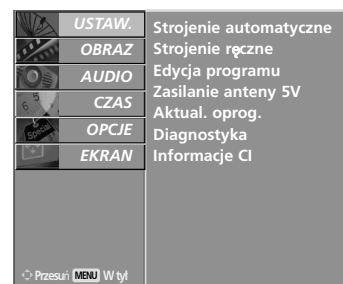 USTAW.
OBRAZ
AUDIO
CZAS
OPCJE
EKRAN
Strojenie automatyczne
Strojenie ręczne
Edycja programu
Zasilanie anteny 5V
Aktual. oprog.
Diagnostyka
Informacje CI
Przesuń MENU W tył